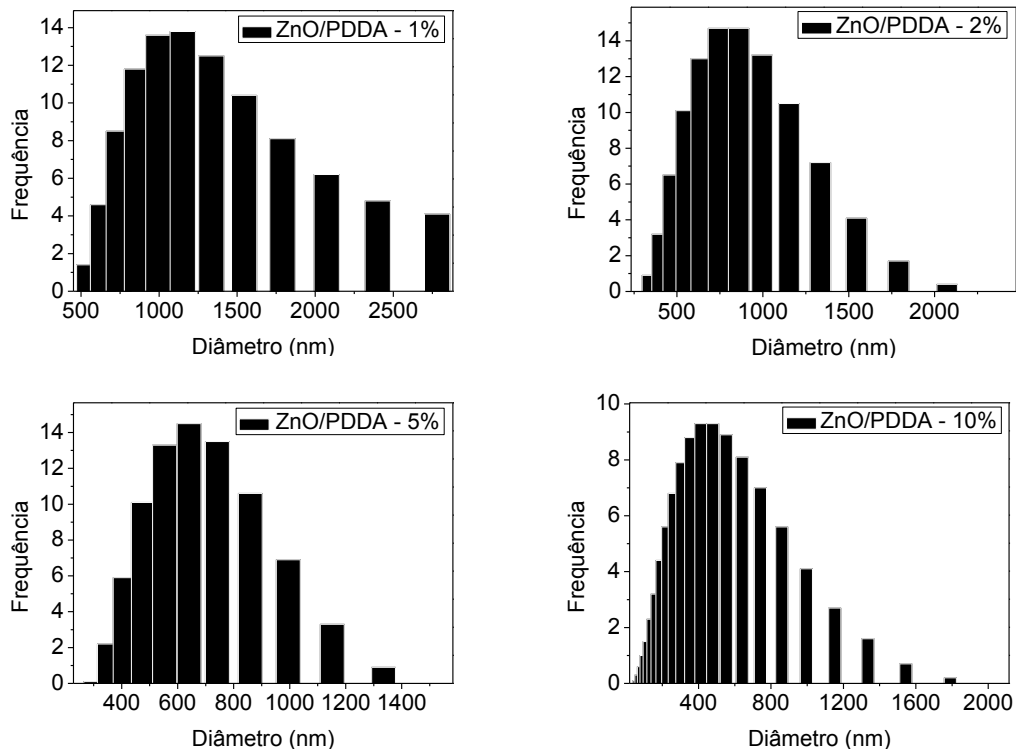 ZnO/PDDA - 1%
Frequência
14
12
10
8
6
4
2
0
500 1000 1500 2000 2500
Diâmetro (nm)
ZnO/PDDA - 2%
Frequência
14
12
10
8
6
4
2
0
500 1000 1500 2000
Diâmetro (nm)
ZnO/PDDA - 5%
Frequência
14
12
10
8
6
4
2
0
400 600 800 1000 1200 1400
Diâmetro (nm)
ZnO/PDDA - 10%
Frequência
10
8
6
4
2
0
400 800 1200 1600 2000
Diâmetro (nm)